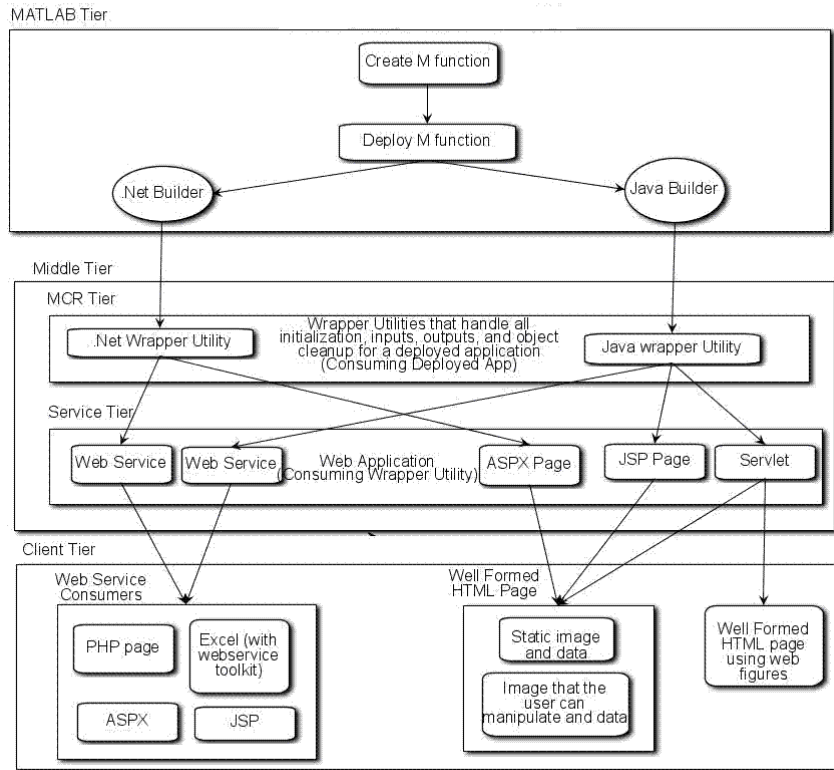 MATLAB Tier
Create M function
Deploy M function
.Net Builder
Java Builder
Middle Tier
MCR Tier
.Net Wrapper Utility
Wrapper Utilities that handle all
initialization, inputs, outputs, and object
cleanup for a deployed application
(Consuming Deployed App)
Java wrapper Utility
Service Tier
Web Service
Web Service
Web Application
(Consuming Wrapper Utility)
ASPX Page
JSP Page
Servlet
Client Tier
Web Service
Consumers
PHP page
Excel (with
webservice
toolkit)
ASPX
JSP
Well Formed
HTML Page
Static image
and data
Image that the
user can
manipulate and data
Well Formed
HTML page
using web
figures